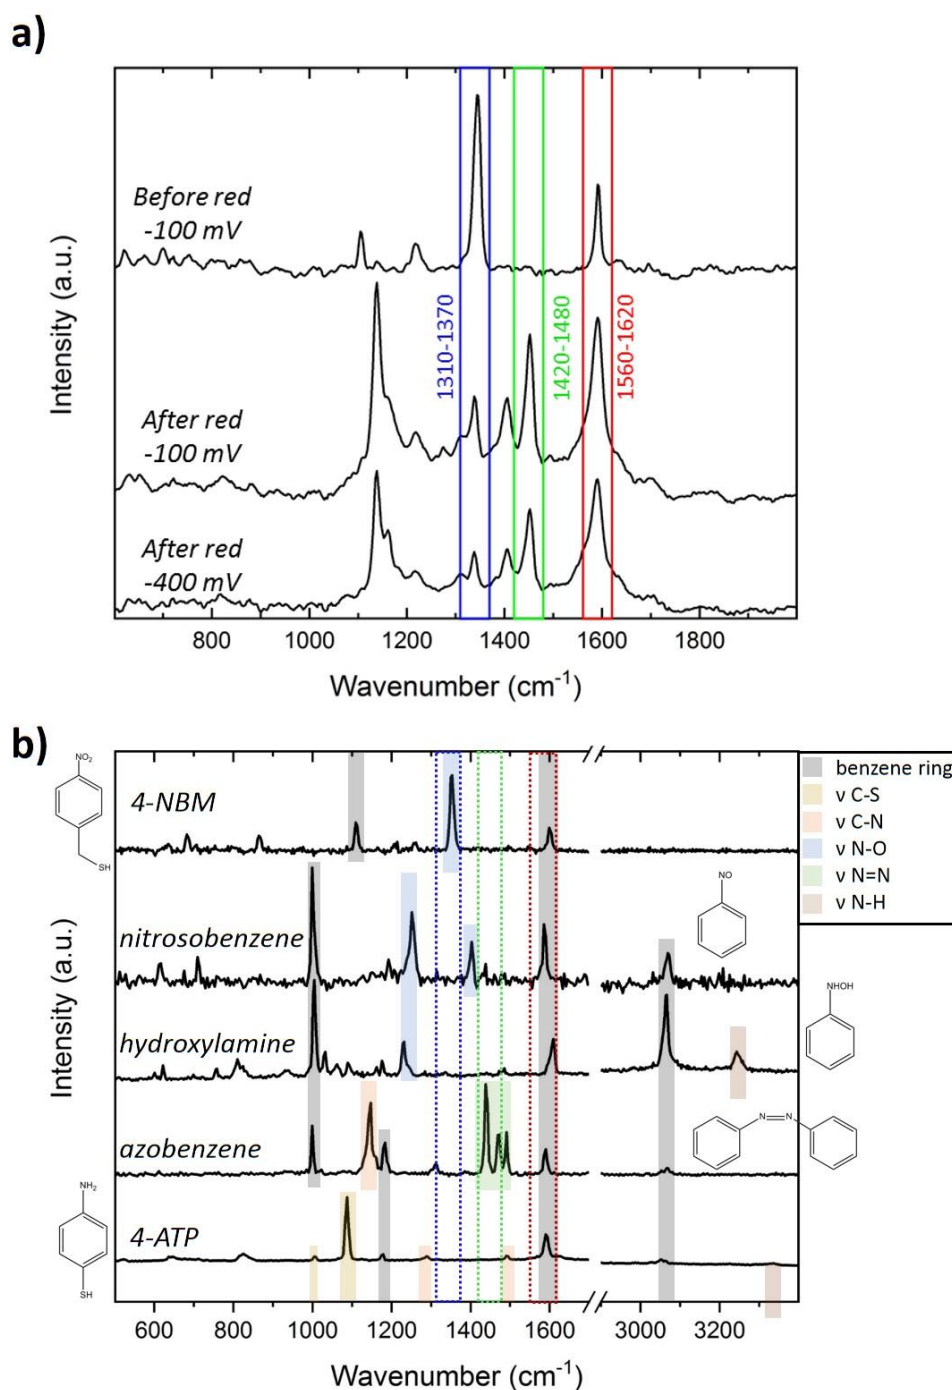 a)
Before red
-100 mV
After red
-100 mV
After red
-400 mV
1310-1370
1420-1480
1560-1620
Intensity (a.u.)
800 1000 1200 1400 1600 1800
Wavenumber (cm⁻¹)
b)
NO₂
SH
4-NBM
nitrosobenzene
NO
hydroxylamine
NHOH
azobenzene
N=N
NH₂
4-ATP
SH
benzene ring
ν C-S
ν C-N
ν N-O
ν N=N
ν N-H
Intensity (a.u.)
600 800 1000 1200 1400 1600 3000 3200
Wavenumber (cm⁻¹)